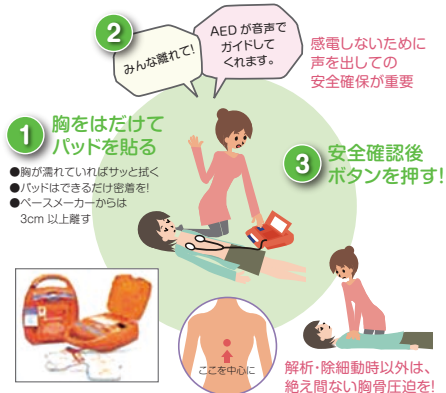 2
みんな離れて!
AEDが音声で
ガイドして
くれます。
感電しないために
声を出しての
安全確保が重要
1
胸をはだけて
パッドを貼る
●胸が濡れていればサッと拭く
●パッドはできるだけ密着を!
●ペースメーカーからは
3cm 以上離す
3
安全確認後
ボタンを押す!
ここを中心に
解析・除細動時以外は、
絶え間ない胸骨圧迫を!